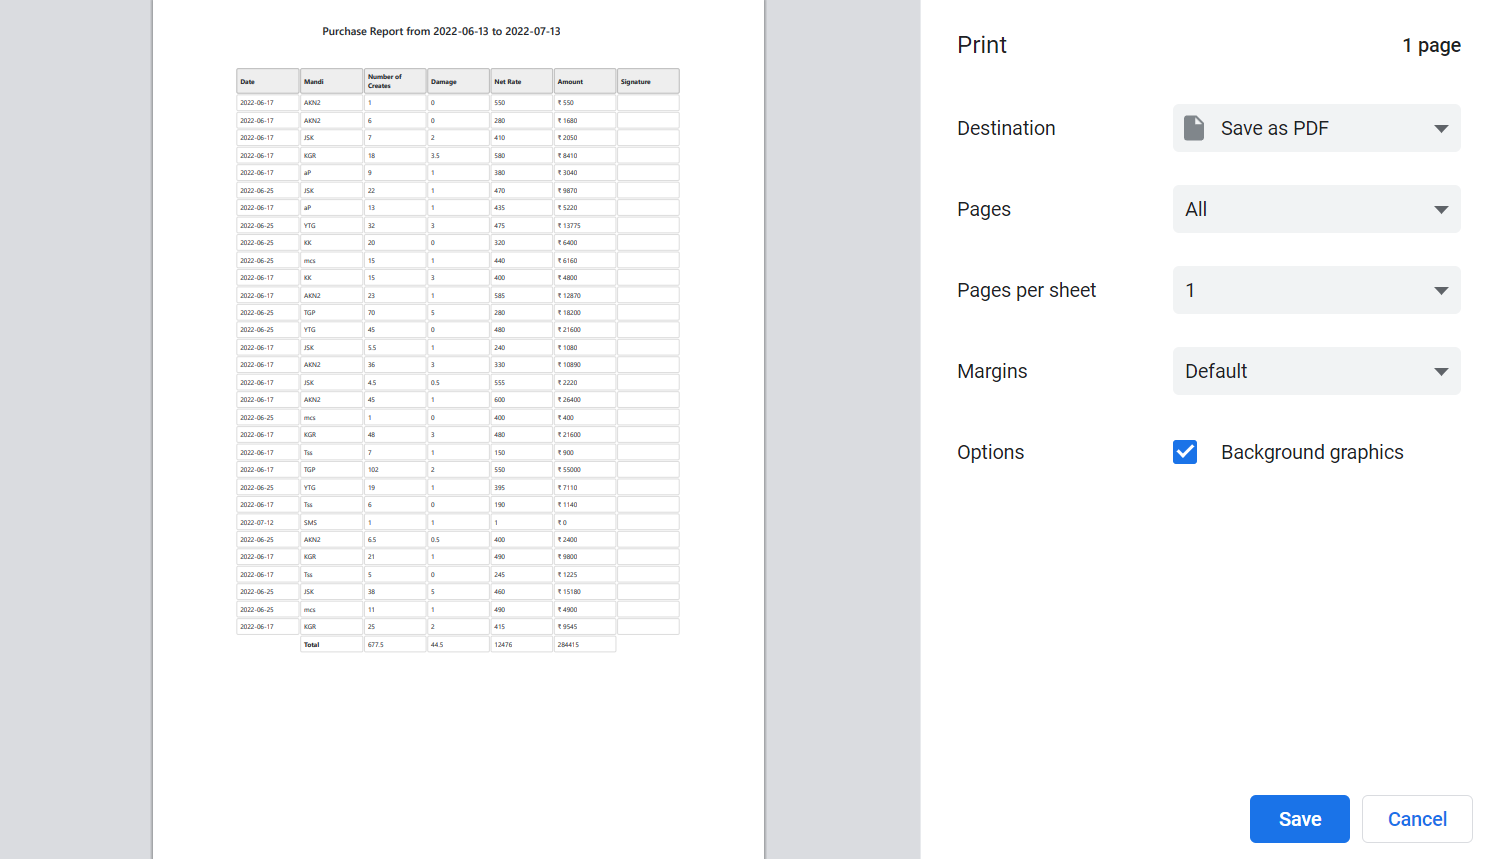 Purchase Report from 2022-06-13 to 2022-07-13
Date Mandi Number of Creates Damage Net Rate Amount Signature
2022-06-17 AKN2 1 0 550 ₹ 550
2022-06-17 AKN2 6 0 280 ₹ 1680
2022-06-17 JSK 7 2 410 ₹ 2050
2022-06-17 KGR 18 3.5 580 ₹ 8410
2022-06-17 aP 9 1 380 ₹ 3040
2022-06-25 JSK 22 1 470 ₹ 9870
2022-06-17 aP 13 1 435 ₹ 5220
2022-06-25 YTG 32 3 475 ₹ 13775
2022-06-25 KK 20 0 320 ₹ 6400
2022-06-25 mcs 15 1 440 ₹ 6160
2022-06-17 KK 15 3 400 ₹ 4800
2022-06-17 AKN2 23 1 585 ₹ 12870
2022-06-25 TGP 70 5 280 ₹ 18200
2022-06-25 YTG 45 0 480 ₹ 21600
2022-06-17 JSK 5.5 1 240 ₹ 1080
2022-06-17 AKN2 36 3 330 ₹ 10890
2022-06-17 JSK 4.5 0.5 555 ₹ 2220
2022-06-17 AKN2 45 1 600 ₹ 26400
2022-06-25 mcs 1 0 400 ₹ 400
2022-06-17 KGR 48 3 480 ₹ 21600
2022-06-17 Tss 7 1 150 ₹ 900
2022-06-17 TGP 102 2 550 ₹ 55000
2022-06-25 YTG 19 1 395 ₹ 7110
2022-06-17 Tss 6 0 190 ₹ 1140
2022-07-12 SMS 1 1 1 ₹ 0
2022-06-25 AKN2 6.5 0.5 400 ₹ 2400
2022-06-17 KGR 21 1 490 ₹ 9800
2022-06-17 Tss 5 0 245 ₹ 1225
2022-06-25 JSK 38 5 460 ₹ 15180
2022-06-25 mcs 11 1 490 ₹ 4900
2022-06-17 KGR 25 2 415 ₹ 9545
Total 677.5 44.5 12476 284415
Print 1 page
Destination Save as PDF
Pages All
Pages per sheet 1
Margins Default
Options Background graphics
Save Cancel